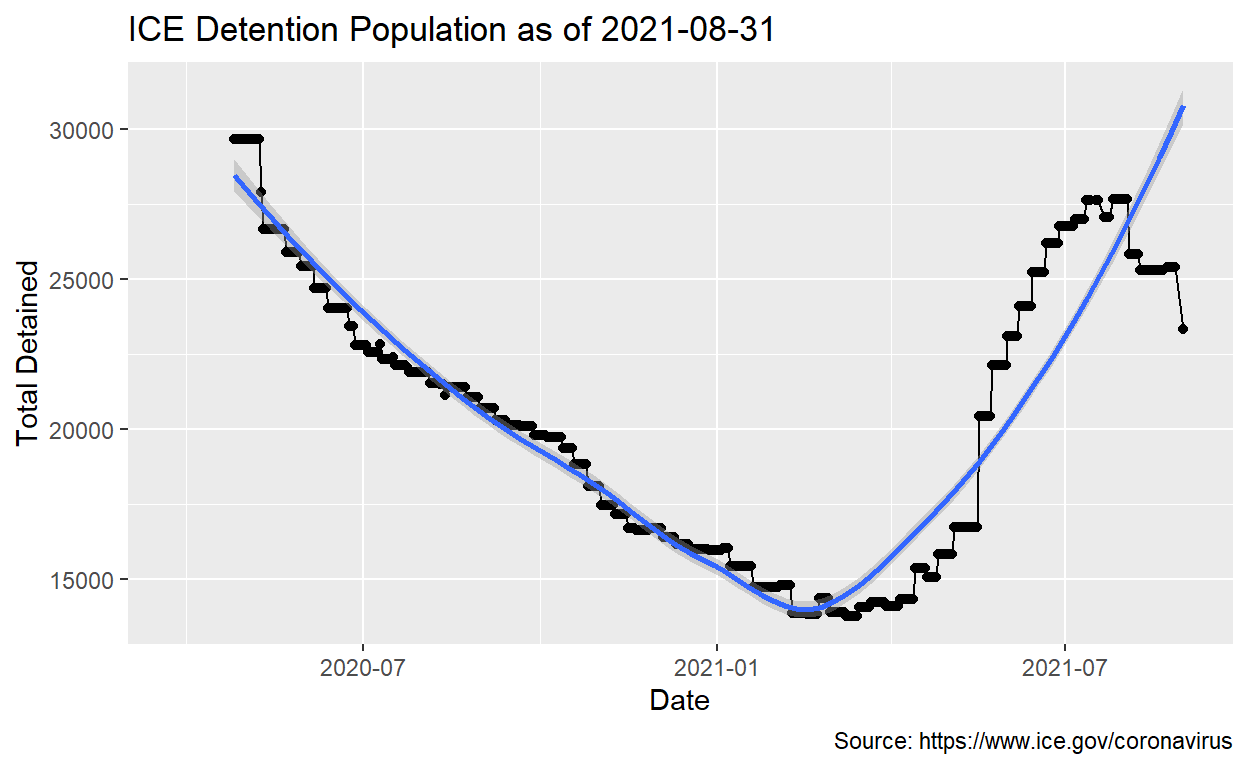 ICE Detention Population as of 2021-08-31
Total Detained
30000
25000
20000
15000
2020-07
2021-01
2021-07
Date
Source: https://www.ice.gov/coronavirus